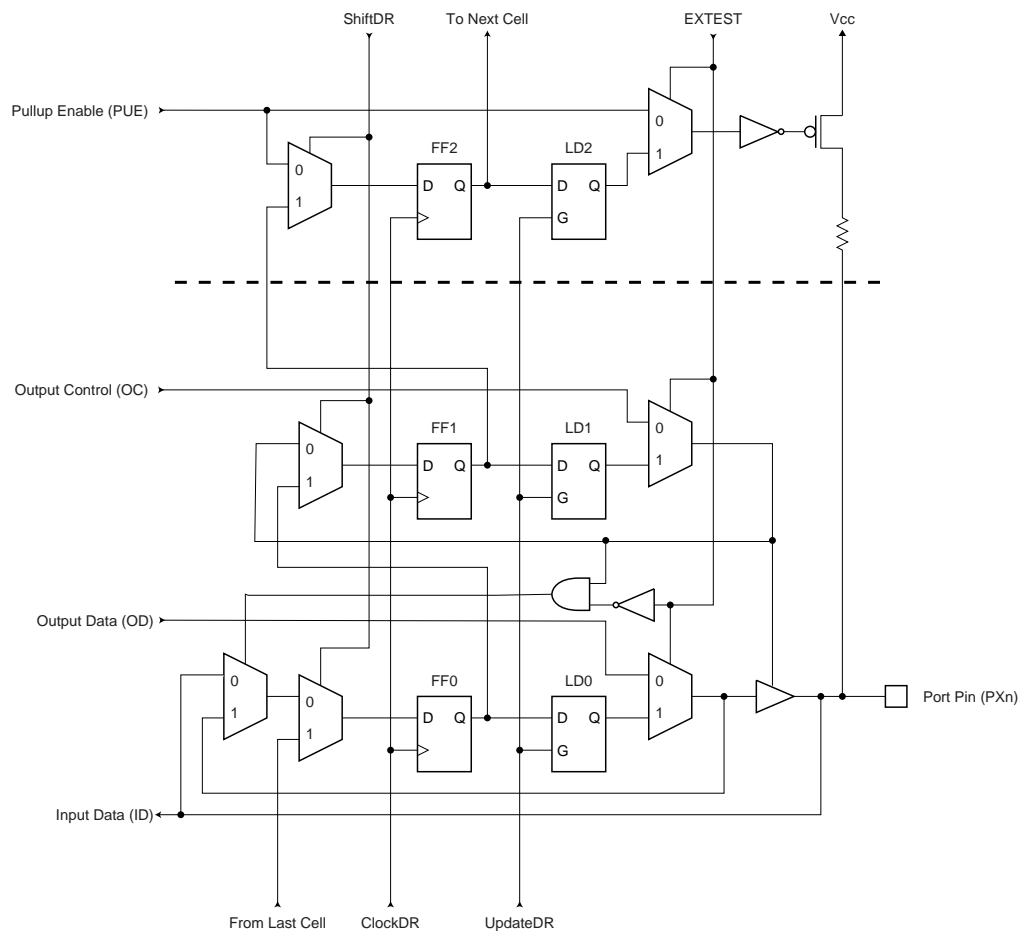 ShiftDR To Next Cell EXTEST Vcc
Pullup Enable (PUE)
0
1
FF2
D Q
LD2
D Q
G
0
1
Output Control (OC)
0
1
FF1
D Q
LD1
D Q
G
0
1
Output Data (OD)
0
1
0
1
FF0
D Q
LD0
D Q
G
0
1
Port Pin (PXn)
Input Data (ID)
From Last Cell ClockDR UpdateDR